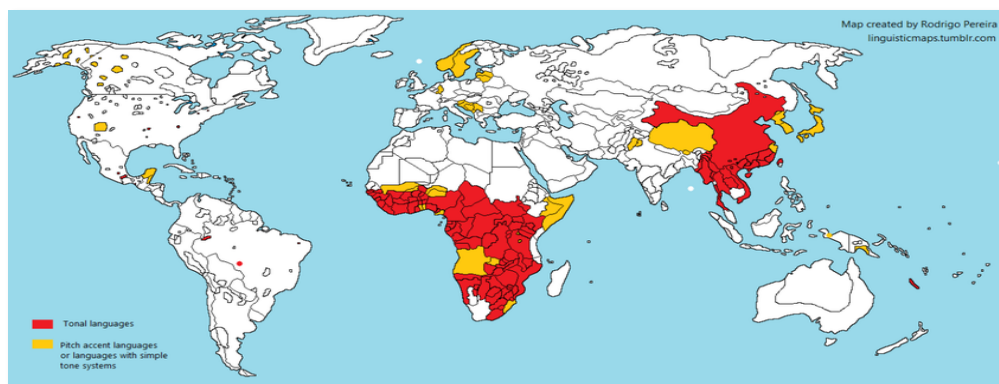 Map created by Rodrigo Pereira
linguisticmaps.tumblr.com
Tonal languages
Pitch accent languages
or languages with simple
tone systems